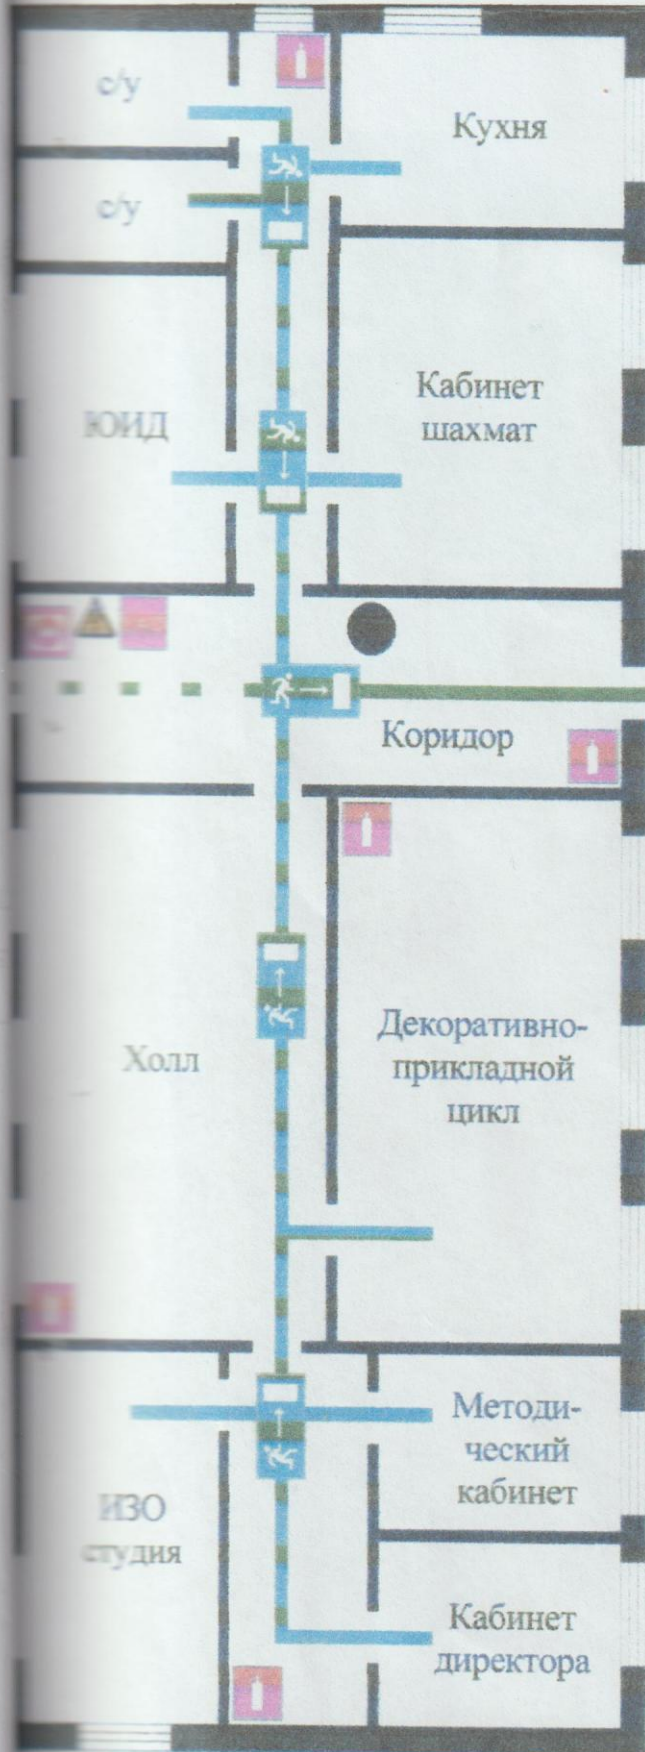 с/у
Кухня
с/у
Кабинет
шахмат
ЮИД
Коридор
Декоративно-
прикладной
цикл
Холл
Методи-
ческий
кабинет
ИЗО
студия
Кабинет
директора